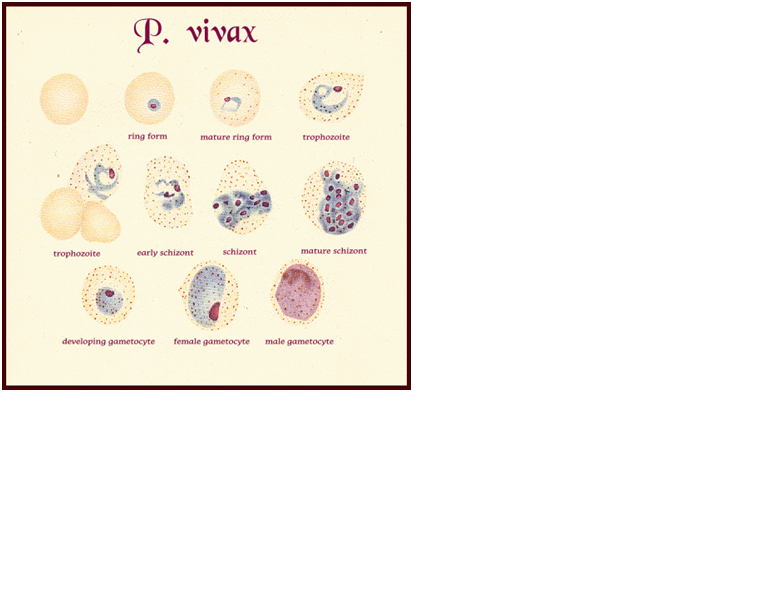 P. vivax
ring form
mature ring form
trophozoite
trophozoite
early schizont
schizont
mature schizont
developing gametocyte
female gametocyte
male gametocyte